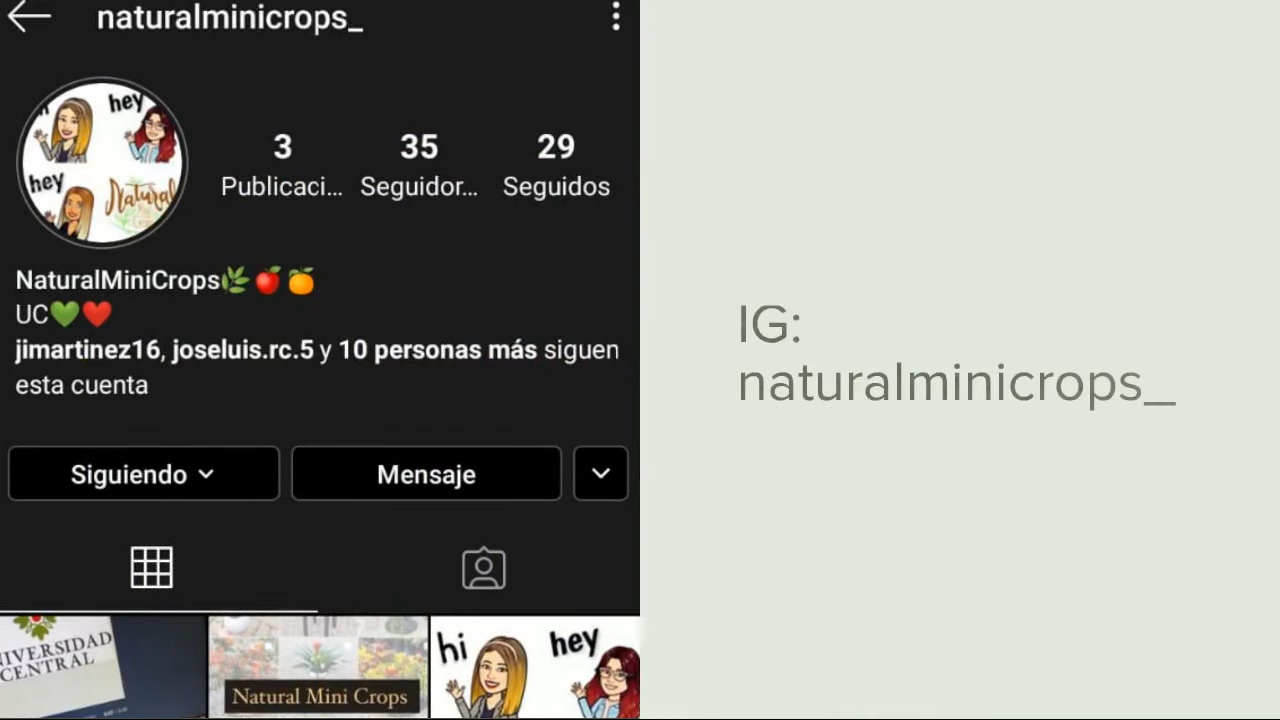 naturalminicrops_
hey
hey
Natural
3
35
29
Publicaci...
Seguidor...
Seguidos
NaturalMiniCrops🌿🍎🍊
UC💚❤️
jimartinez16, joseluis.rc.5 y 10 personas más siguen
esta cuenta
Siguiendo
Mensaje
IVERSIDAD
CENTRAL
Natural Mini Crops
hi
hey
IG:
naturalminicrops_